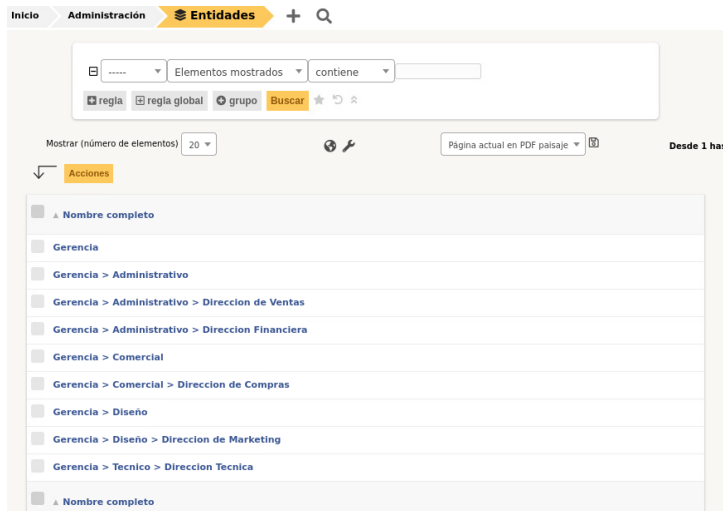 Inicio Administración Entidades
----- Elementos mostrados contiene
regla regla global grupo Buscar
Mostrar (número de elementos) 20 Página actual en PDF paisaje Desde 1 has
Acciones
Nombre completo
Gerencia
Gerencia > Administrativo
Gerencia > Administrativo > Direccion de Ventas
Gerencia > Administrativo > Direccion Financiera
Gerencia > Comercial
Gerencia > Comercial > Direccion de Compras
Gerencia > Diseño
Gerencia > Diseño > Direccion de Marketing
Gerencia > Tecnico > Direccion Tecnica
Nombre completo